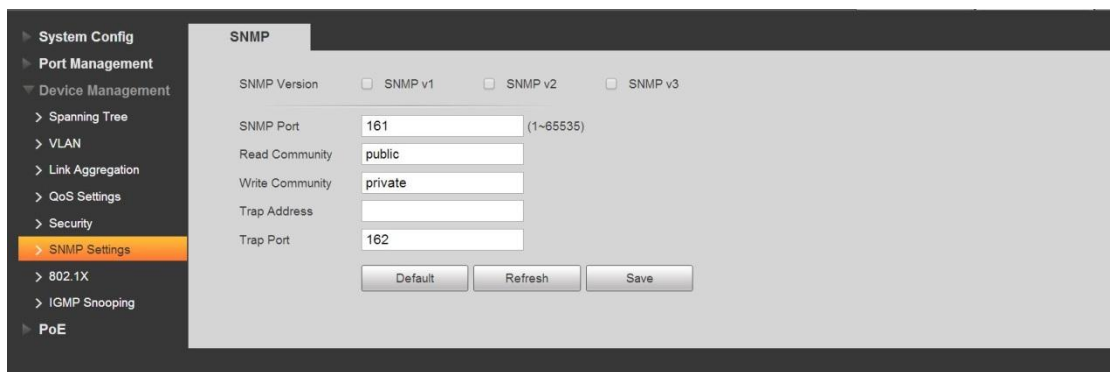 System Config
Port Management
Device Management
Spanning Tree
VLAN
Link Aggregation
QoS Settings
Security
SNMP Settings
802.1X
IGMP Snooping
PoE
SNMP
SNMP Version SNMP v1 SNMP v2 SNMP v3
SNMP Port 161 (1~65535)
Read Community public
Write Community private
Trap Address
Trap Port 162
Default Refresh Save